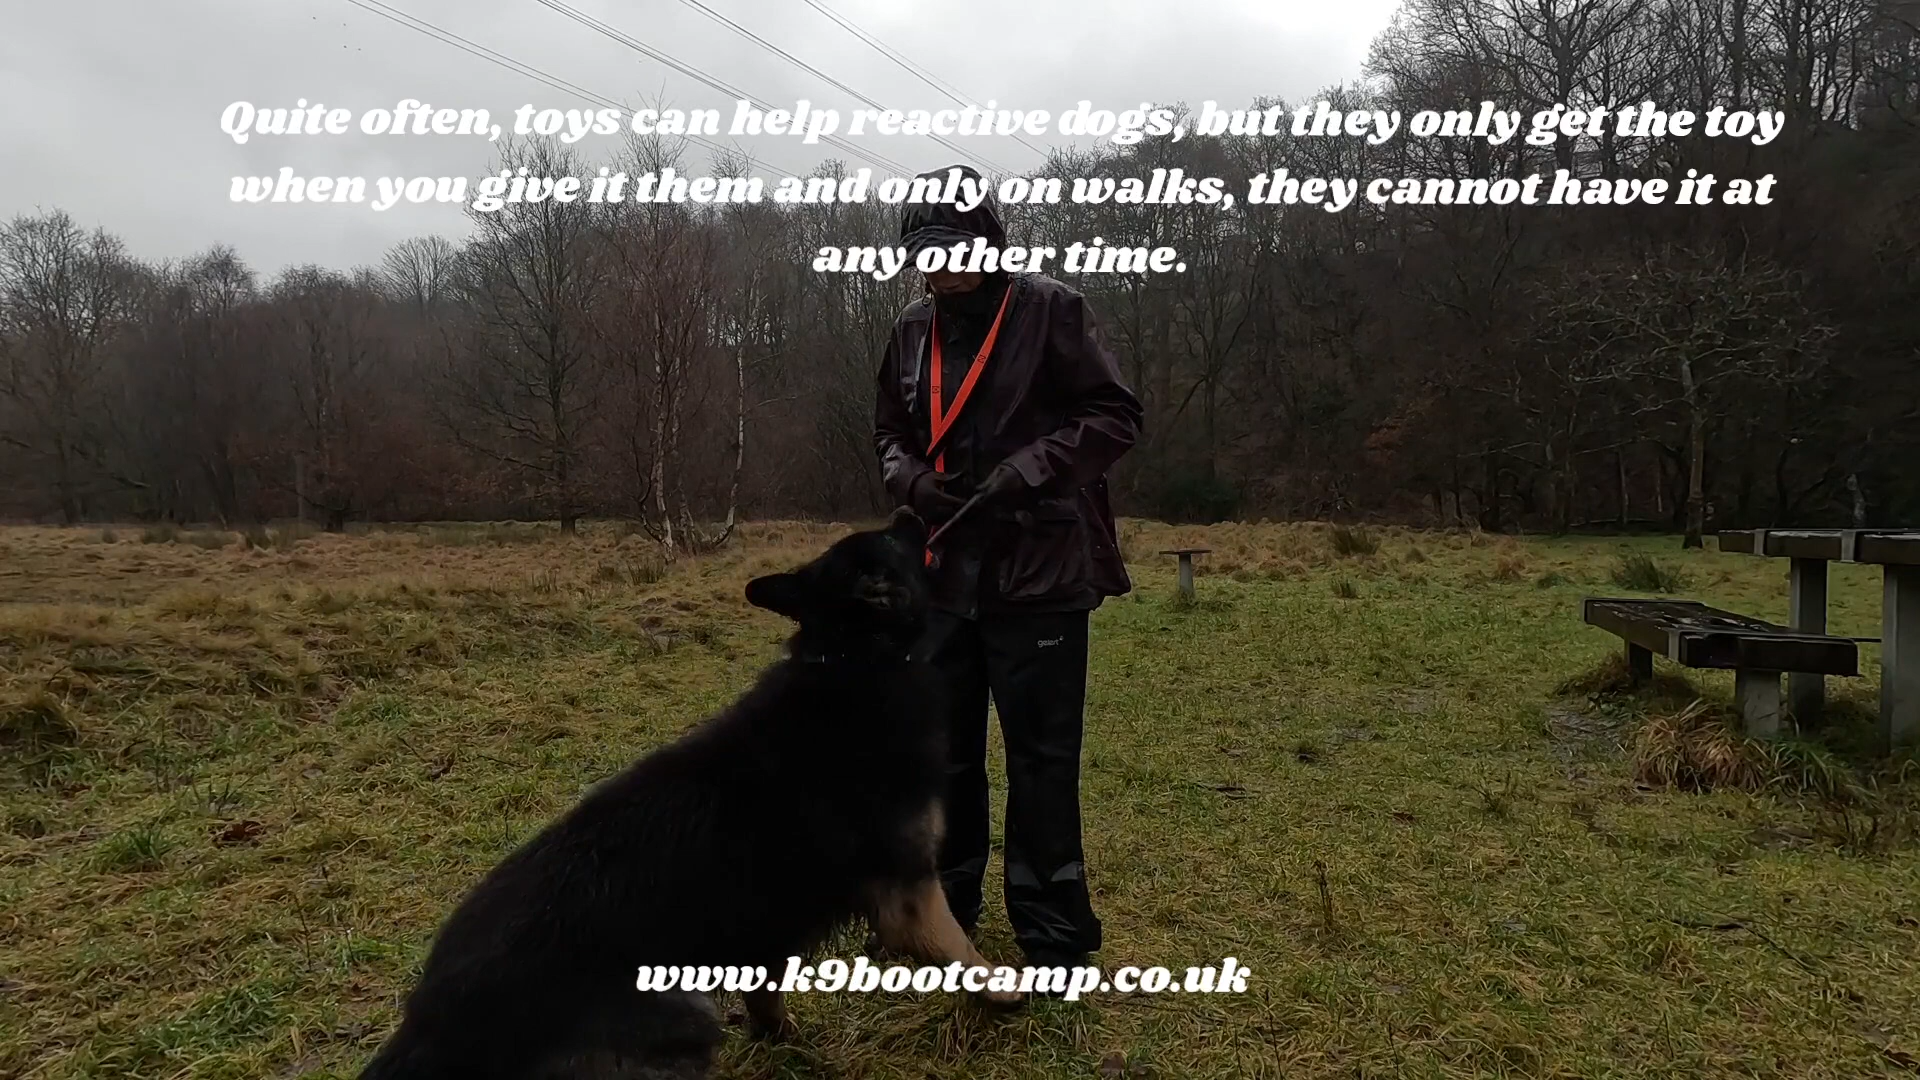 Quite often, toys can help reactive dogs, but they only get the toy
when you give it them and only on walks, they cannot have it at
any other time.
gelert
www.k9bootcamp.co.uk